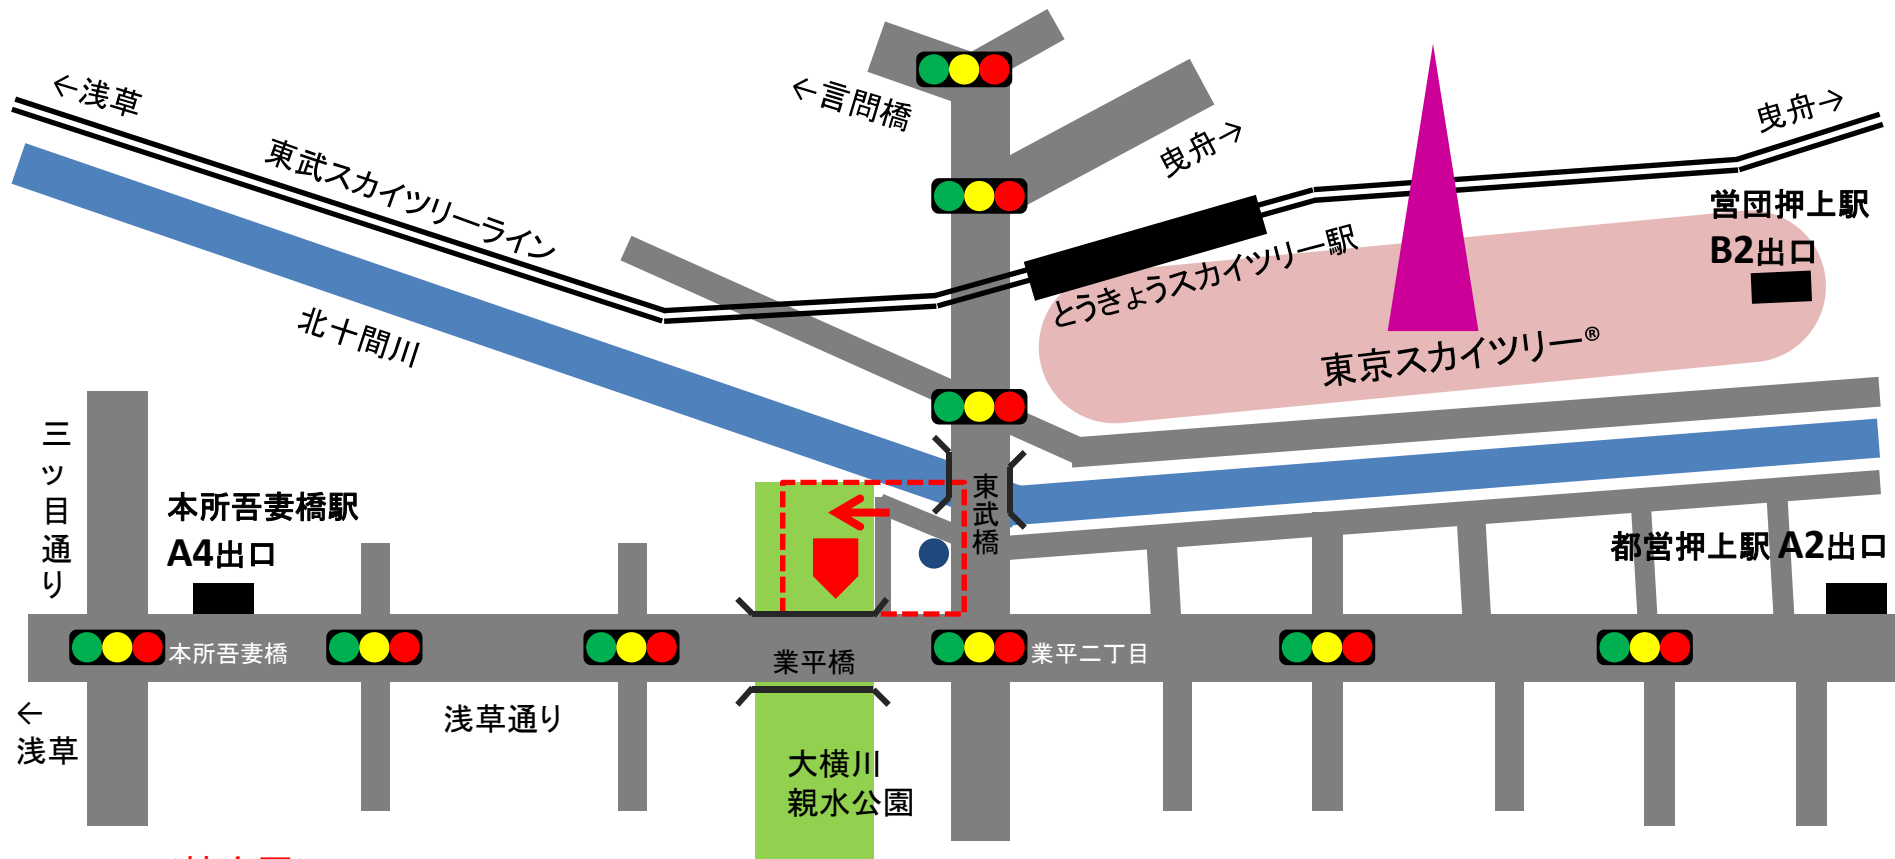 ←浅草
←言問橋
曳舟→
曳舟→
東武スカイツリーライン
営団押上駅
B2出口
とうきょうスカイツリー駅
北十間川
東京スカイツリー®
三ッ目通り
本所吾妻橋駅
A4出口
東武橋
都営押上駅 A2出口
本所吾妻橋
業平橋
業平二丁目
←
浅草
浅草通り
大横川
親水公園